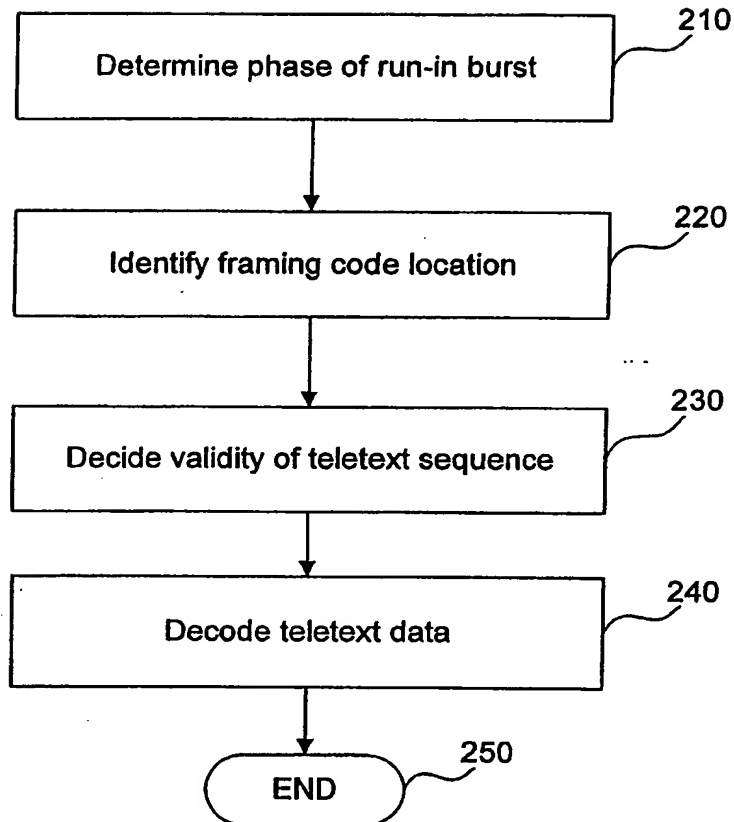 210
Determine phase of run-in burst
220
Identify framing code location
230
Decide validity of teletext sequence
240
Decode teletext data
250
END